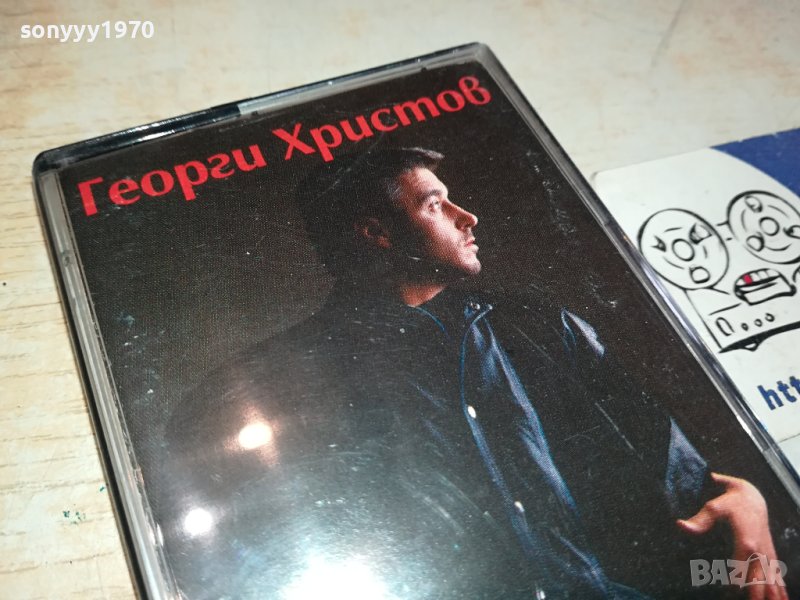 sonyyy1970
Георги Христов
htt
BAZAR